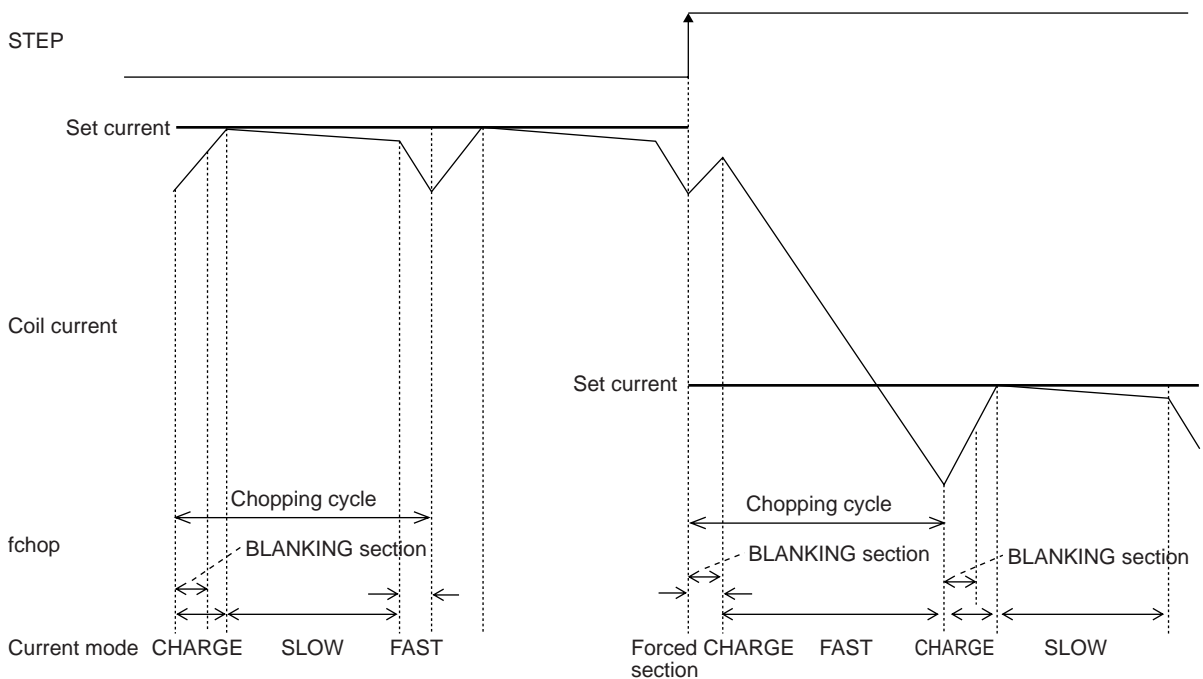 STEP
Set current
Coil current
Set current
Chopping cycle
Chopping cycle
fchop
BLANKING section
BLANKING section
BLANKING section
Current mode CHARGE SLOW FAST Forced CHARGE FAST CHARGE SLOW
section